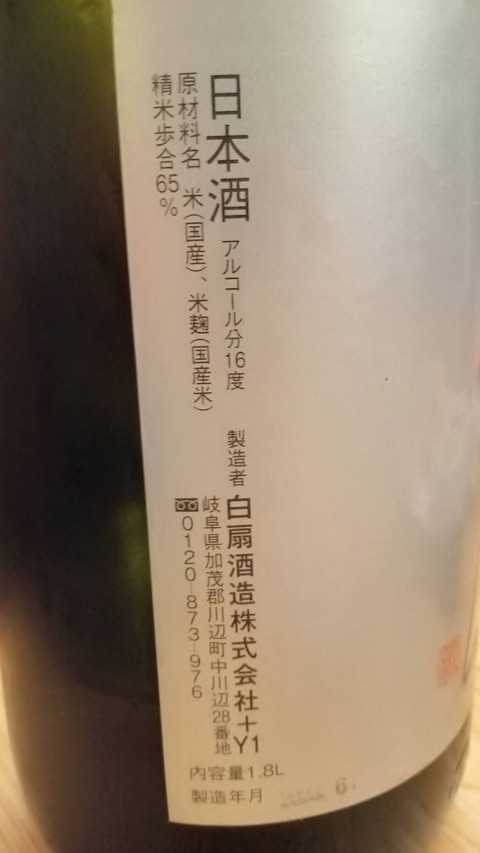 日本酒 アルコール分16度
原材料名 米(国産)、米麹(国産米)
精米歩合65%
製造者 白扇酒造株式会社+Y1
岐阜県加茂郡川辺町中川辺28番地
0120-873-976
内容量1.8L
製造年月 6.